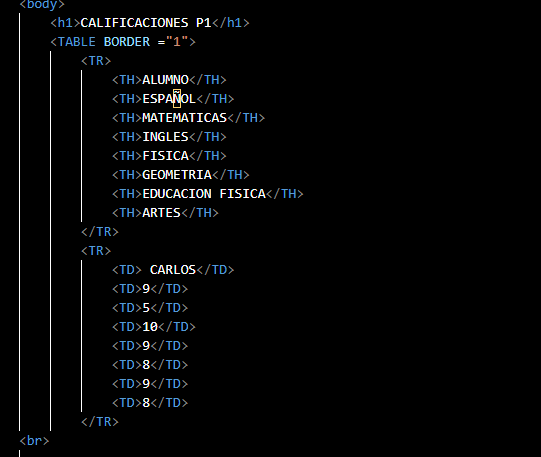 <body>
<h1>CALIFICACIONES P1</h1>
<TABLE BORDER ="1">
<TR>
<TH>ALUMNO</TH>
<TH>ESPAÑOL</TH>
<TH>MATEMATICAS</TH>
<TH>INGLES</TH>
<TH>FISICA</TH>
<TH>GEOMETRIA</TH>
<TH>EDUCACION FISICA</TH>
<TH>ARTES</TH>
</TR>
<TR>
<TD> CARLOS</TD>
<TD>9</TD>
<TD>5</TD>
<TD>10</TD>
<TD>9</TD>
<TD>8</TD>
<TD>9</TD>
<TD>8</TD>
</TR>
<br>